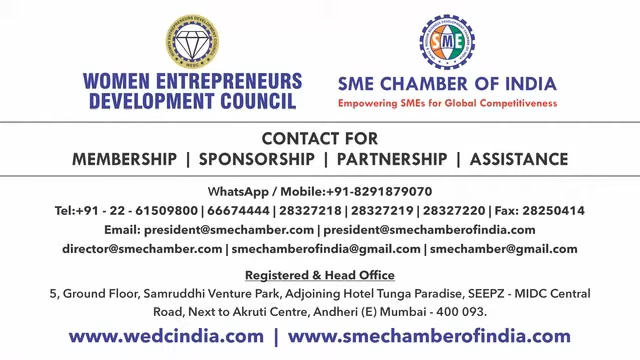 WEDC
SME
WOMEN ENTREPRENEURS
DEVELOPMENT COUNCIL
SME CHAMBER OF INDIA
Empowering SMEs for Global Competitiveness
CONTACT FOR
MEMBERSHIP | SPONSORSHIP | PARTNERSHIP | ASSISTANCE
WhatsApp / Mobile:+91-8291879070
Tel:+91 - 22 - 61509800 | 66674444 | 28327218 | 28327219 | 28327220 | Fax: 28250414
Email: president@smechamber.com | president@smechamberofindia.com
director@smechamber.com | smechamberofindia@gmail.com | smechamber@gmail.com
Registered & Head Office
5, Ground Floor, Samruddhi Venture Park, Adjoining Hotel Tunga Paradise, SEEPZ - MIDC Central
Road, Next to Akruti Centre, Andheri (E) Mumbai - 400 093.
www.wedcindia.com | www.smechamberofindia.com